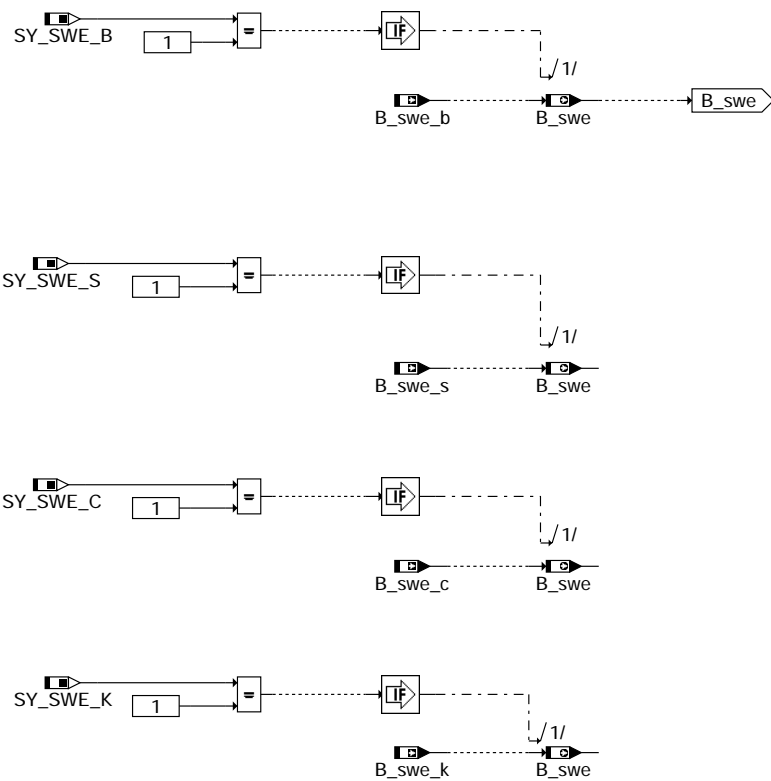 SY_SWE_B
1
=
IF
1/
B_swe_b
B_swe
B_swe
SY_SWE_S
1
=
IF
1/
B_swe_s
B_swe
SY_SWE_C
1
=
IF
1/
B_swe_c
B_swe
SY_SWE_K
1
=
IF
1/
B_swe_k
B_swe